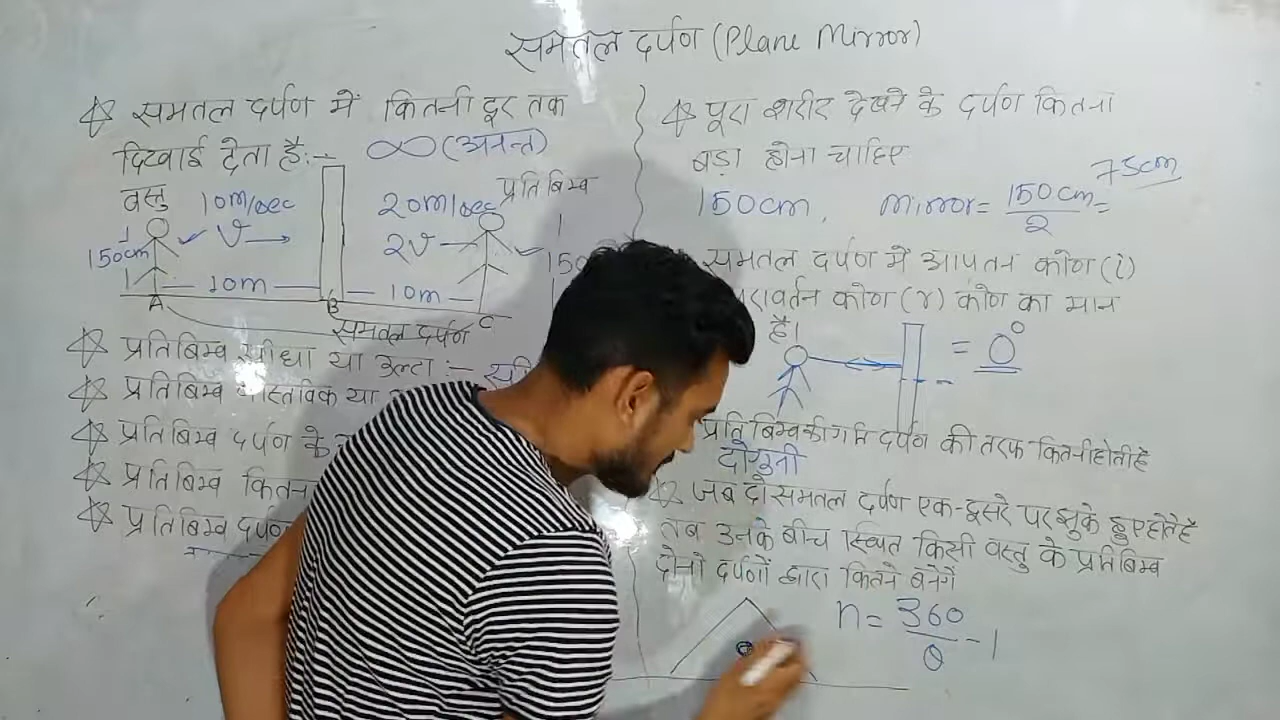 समतल दर्पण (Plane Mirror)
☆ समतल दर्पण में कितनी दूर तक
दिखाई देता है:- ∞ (अनन्त)
वस्तु 10m/sec 20m/sec प्रतिबिम्ब
150cm v 2v 150
10m 10m
A B C
समतल दर्पण
☆ प्रतिबिम्ब सीधा या उल्टा :-
☆ प्रतिबिम्ब वास्तविक या
☆ प्रतिबिम्ब दर्पण के
☆ प्रतिबिम्ब कितना
☆ प्रतिबिम्ब दर्पण
☆ पूरा शरीर देखने के दर्पण कितना
बड़ा होना चाहिए
150cm, mirror = 150cm/2 = 75cm
समतल दर्पण में आपतन कोण (i)
परावर्तन कोण (r) कोण का मान
है।
= 0°
प्रतिबिम्ब की गति दर्पण की तरफ कितनी होती है
दोगुनी
☆ जब दो समतल दर्पण एक-दूसरे पर झुके हुए होते है
तब उनके बीच स्थित किसी वस्तु के प्रतिबिम्ब
दोनो दर्पणों द्वारा कितने बनेगें
n = 360/θ - 1